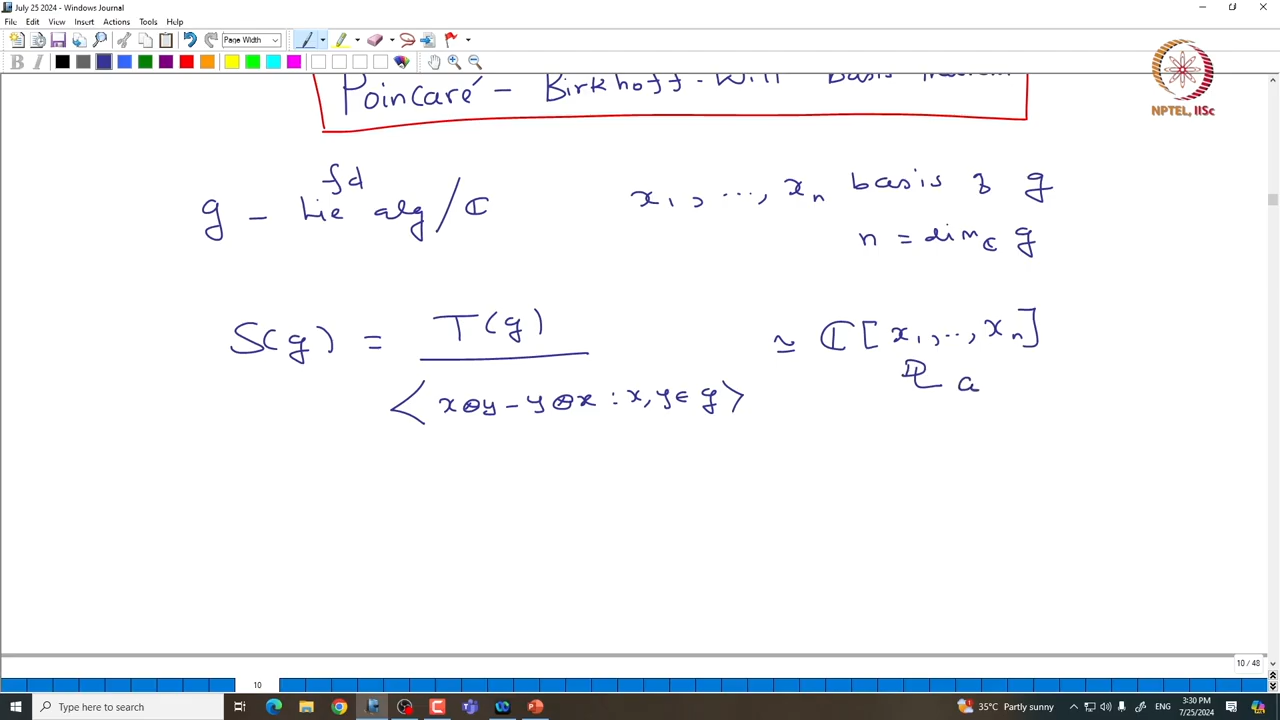 July 25 2024 - Windows Journal
File Edit View Insert Actions Tools Help
Page Width
B I
NPTEL, IISc
Poincaré - Birkhoff - Witt Basis Theorem
g - fd Lie alg / ℂ x₁, ..., xₙ basis of g
n = dim_ℂ g
S(g) = T(g) / <x⊗y - y⊗x : x, y ∈ g> ≃ ℂ[x₁, .., xₙ]
a
10 / 48
10
Type here to search
35°C Partly sunny
3:30 PM
7/25/2024